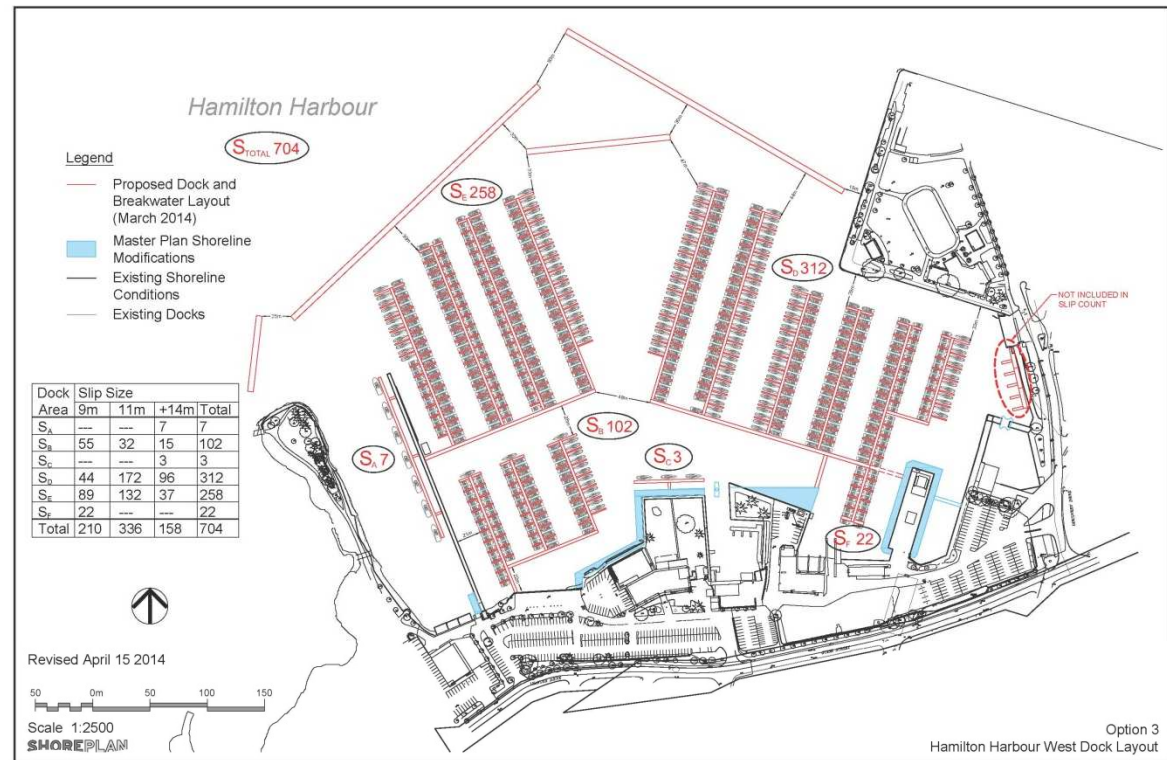 Hamilton Harbour
STOTAL 704
Legend
Proposed Dock and
Breakwater Layout
(March 2014)
Master Plan Shoreline
Modifications
Existing Shoreline
Conditions
Existing Docks
SE 258
SD 312
NOT INCLUDED IN
SLIP COUNT
SB 102
SA 7
SC 3
SF 22
Dock Slip Size
Area 9m 11m +14m Total
SA --- --- 7 7
SB 55 32 15 102
SC --- --- 3 3
SD 44 172 96 312
SE 89 132 37 258
SF 22 --- --- 22
Total 210 336 158 704
Revised April 15 2014
50 0m 50 100 150
Scale 1:2500
SHOREPLAN
Option 3
Hamilton Harbour West Dock Layout